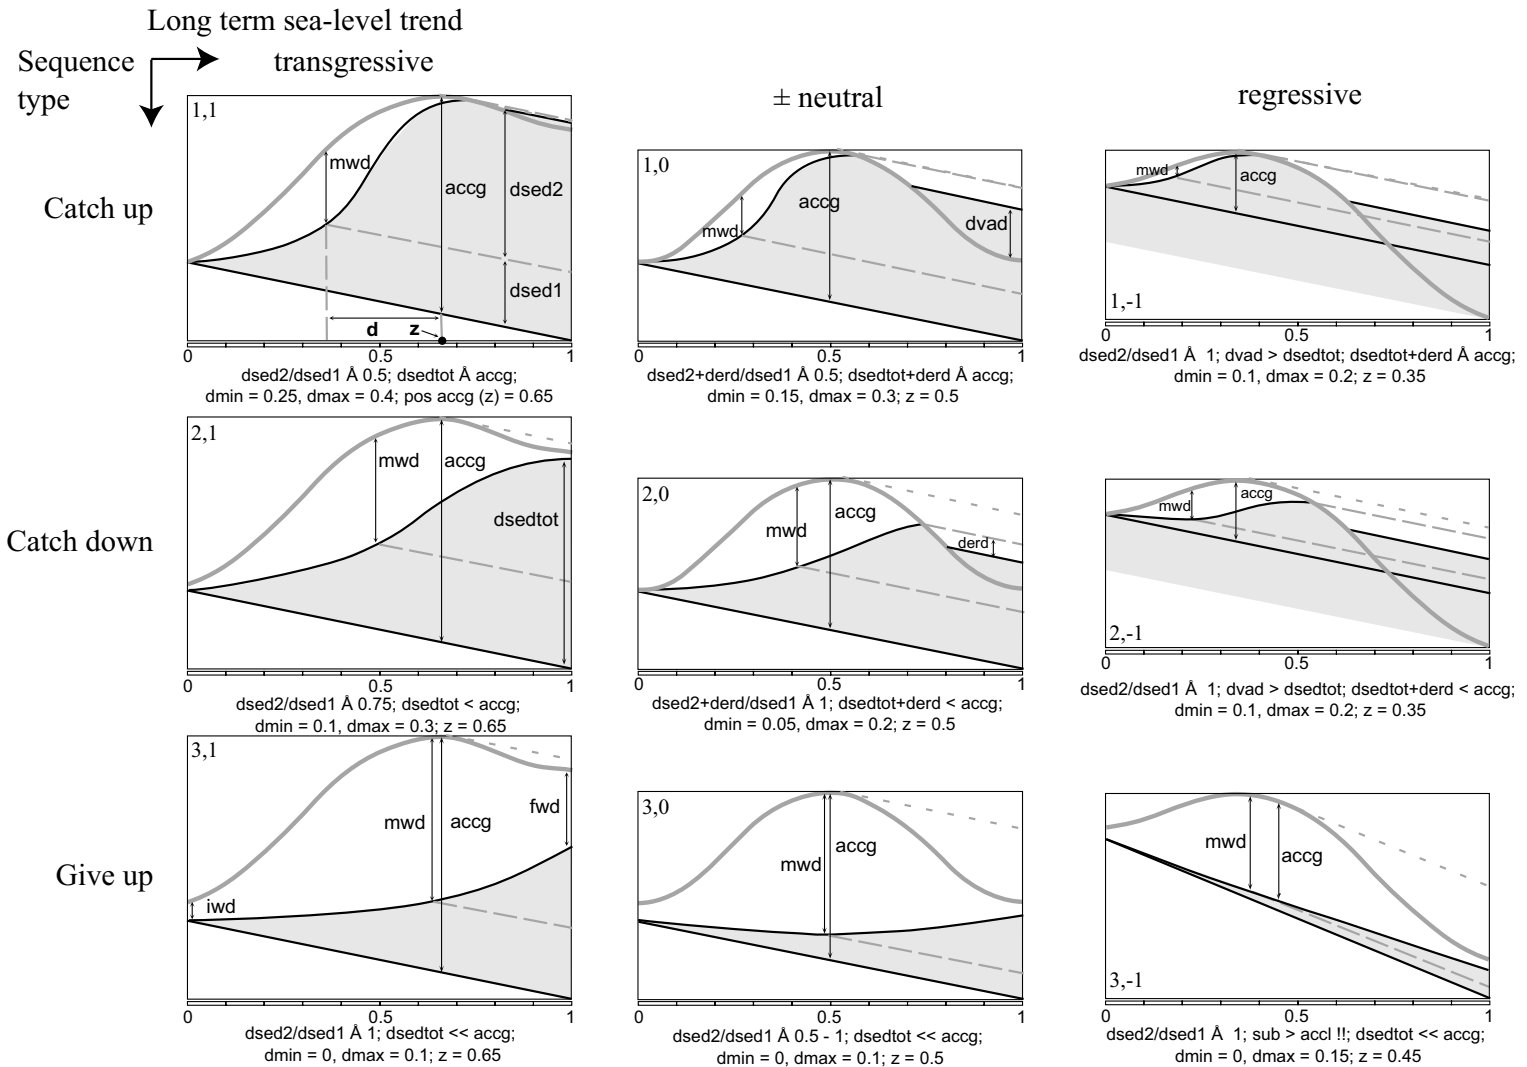 Long term sea-level trend
Sequence
type
transgressive
± neutral
regressive
Catch up
1,1
mwd
accg
dsed2
dsed1
d
z
0
0.5
1
dsed2/dsed1 Å 0.5; dsedtot Å accg;
dmin = 0.25, dmax = 0.4; pos accg (z) = 0.65
1,0
mwd
accg
dvad
0
0.5
1
dsed2+derd/dsed1 Å 0.5; dsedtot+derd Å accg;
dmin = 0.15, dmax = 0.3; z = 0.5
mwd
accg
1,-1
0
0.5
1
dsed2/dsed1 Å 1; dvad > dsedtot; dsedtot+derd Å accg;
dmin = 0.1, dmax = 0.2; z = 0.35
Catch down
2,1
mwd
accg
dsedtot
0
0.5
1
dsed2/dsed1 Å 0.75; dsedtot < accg;
dmin = 0.1, dmax = 0.3; z = 0.65
2,0
mwd
accg
derd
0
0.5
1
dsed2+derd/dsed1 Å 1; dsedtot+derd < accg;
dmin = 0.05, dmax = 0.2; z = 0.5
mwd
accg
2,-1
0
0.5
1
dsed2/dsed1 Å 1; dvad > dsedtot; dsedtot+derd < accg;
dmin = 0.1, dmax = 0.2; z = 0.35
Give up
3,1
mwd
accg
fwd
iwd
0
0.5
1
dsed2/dsed1 Å 1; dsedtot << accg;
dmin = 0, dmax = 0.1; z = 0.65
3,0
mwd
accg
0
0.5
1
dsed2/dsed1 Å 0.5 - 1; dsedtot << accg;
dmin = 0, dmax = 0.1; z = 0.5
mwd
accg
3,-1
0
0.5
1
dsed2/dsed1 Å 1; sub > accl !!; dsedtot << accg;
dmin = 0, dmax = 0.15; z = 0.45